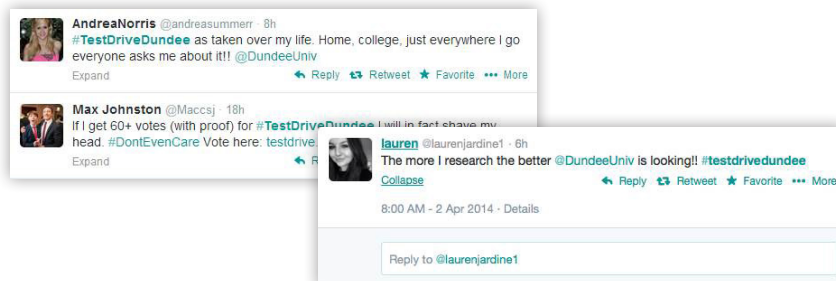 AndreaNorris @andreasummerr · 8h
#TestDriveDundee as taken over my life. Home, college, just everywhere I go
everyone asks me about it!! @DundeeUniv
Expand Reply Retweet Favorite More
Max Johnston @Maccsj · 18h
If I get 60+ votes (with proof) for #TestDriveDundee I will in fact shave my
head. #DontEvenCare Vote here: testdrive.
Expand R
lauren @laurenjardine1 · 6h
The more I research the better @DundeeUniv is looking!! #testdrivedundee
Collapse Reply Retweet Favorite More
8:00 AM - 2 Apr 2014 · Details
Reply to @laurenjardine1